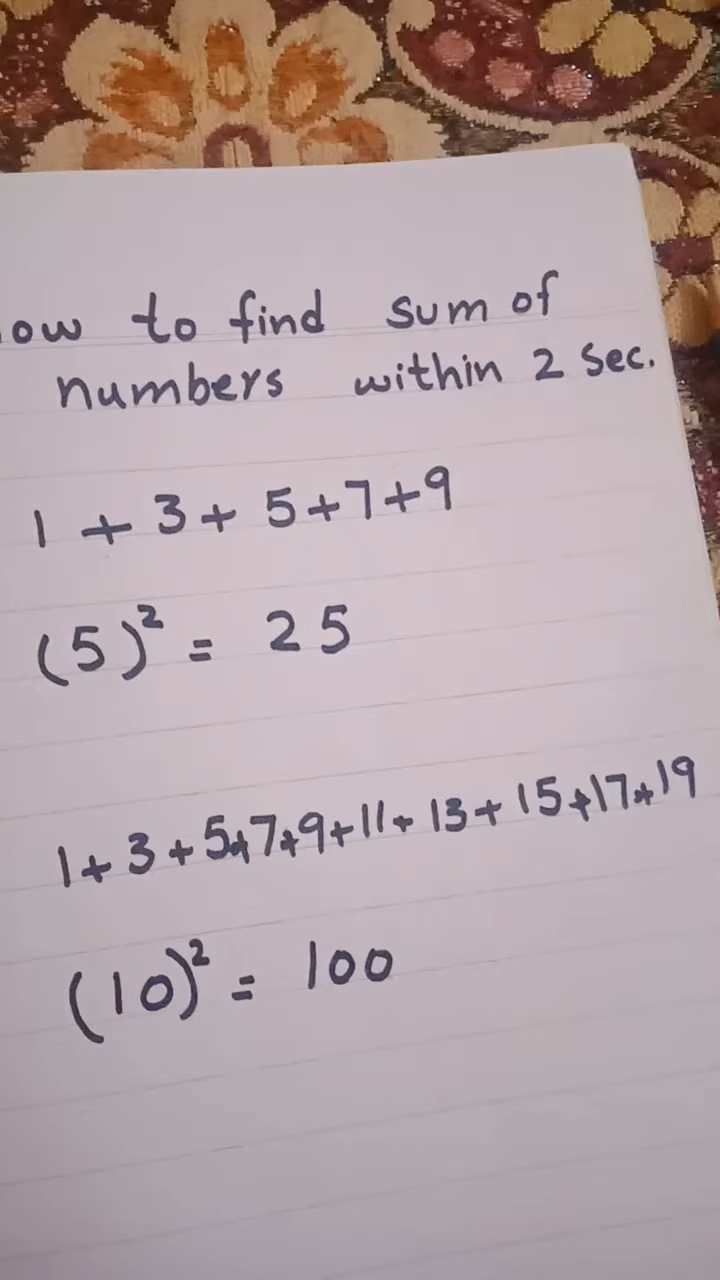 ow to find sum of
numbers within 2 sec.
1 + 3 + 5+7+9
(5)² = 25
1+3+5+7+9+11+13+15+17+19
(10)² = 100